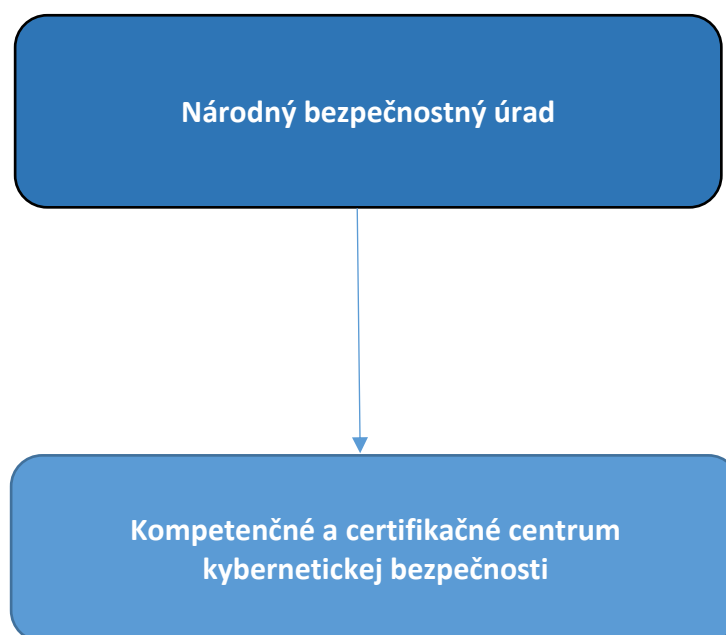 Národný bezpečnostný úrad
Kompetenčné a certifikačné centrum
kybernetickej bezpečnosti